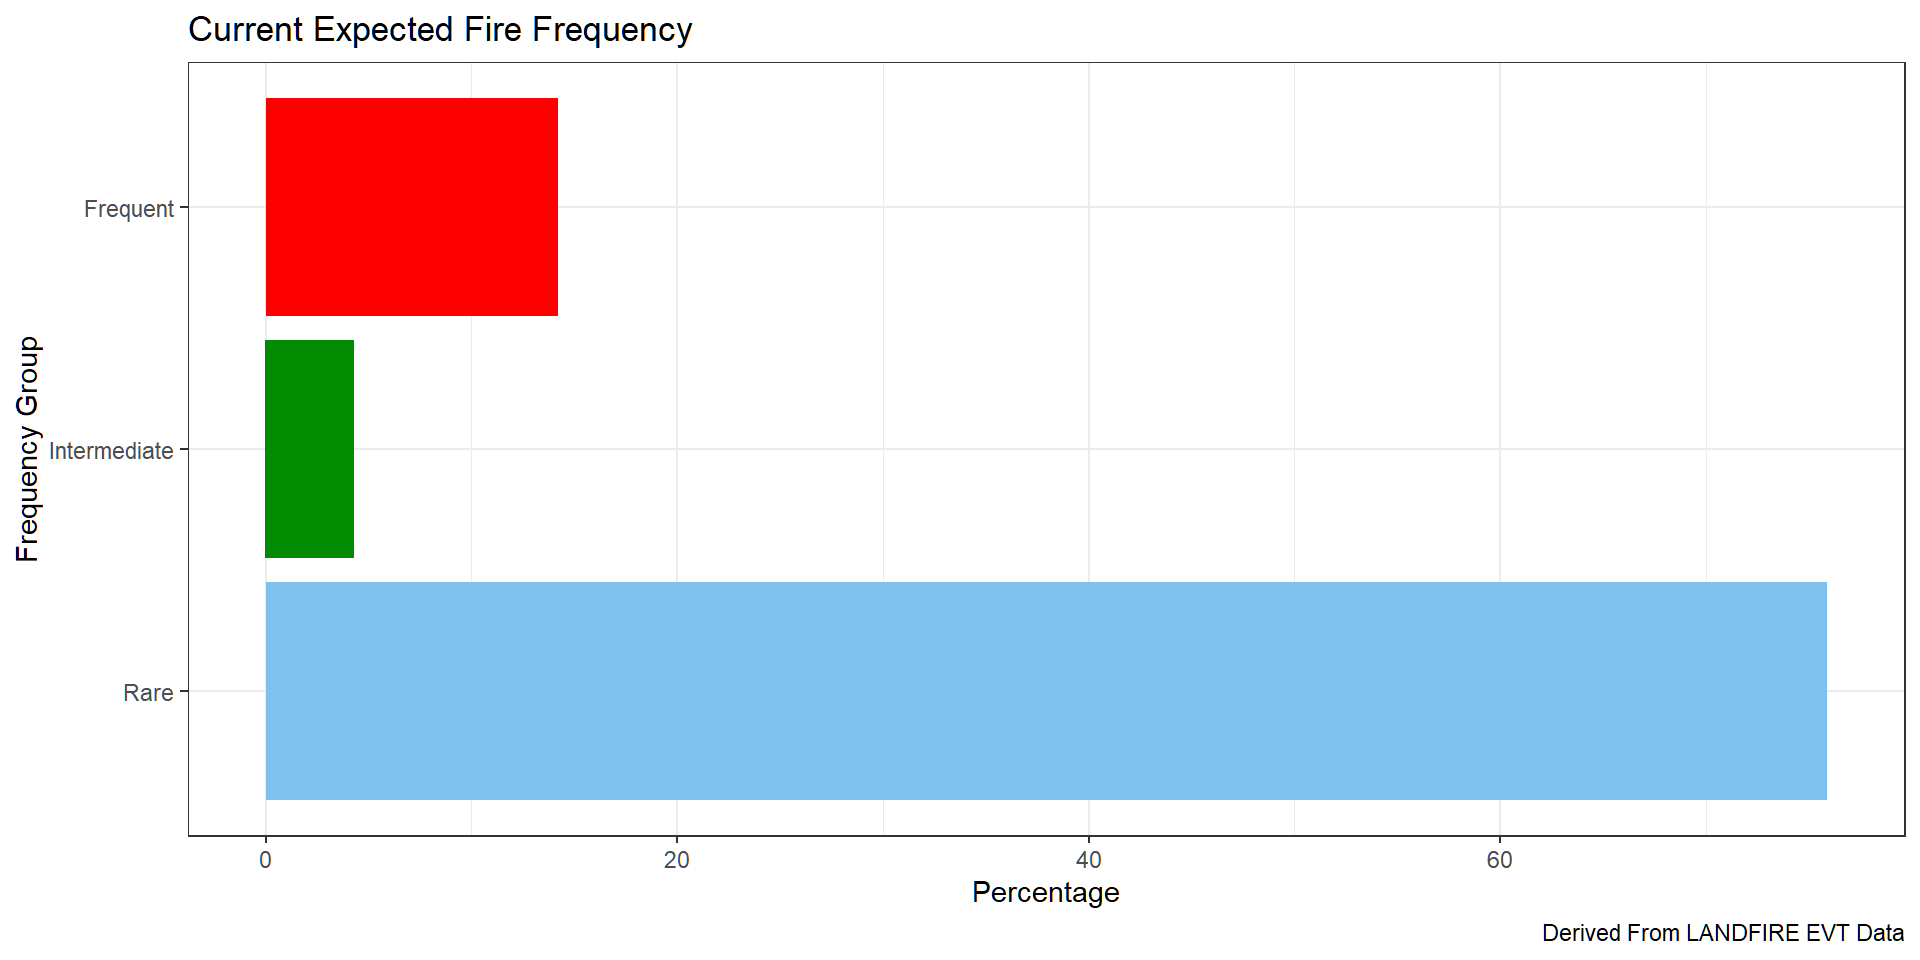 Current Expected Fire Frequency
Frequency Group
Frequent
Intermediate
Rare
0 20 40 60
Percentage
Derived From LANDFIRE EVT Data